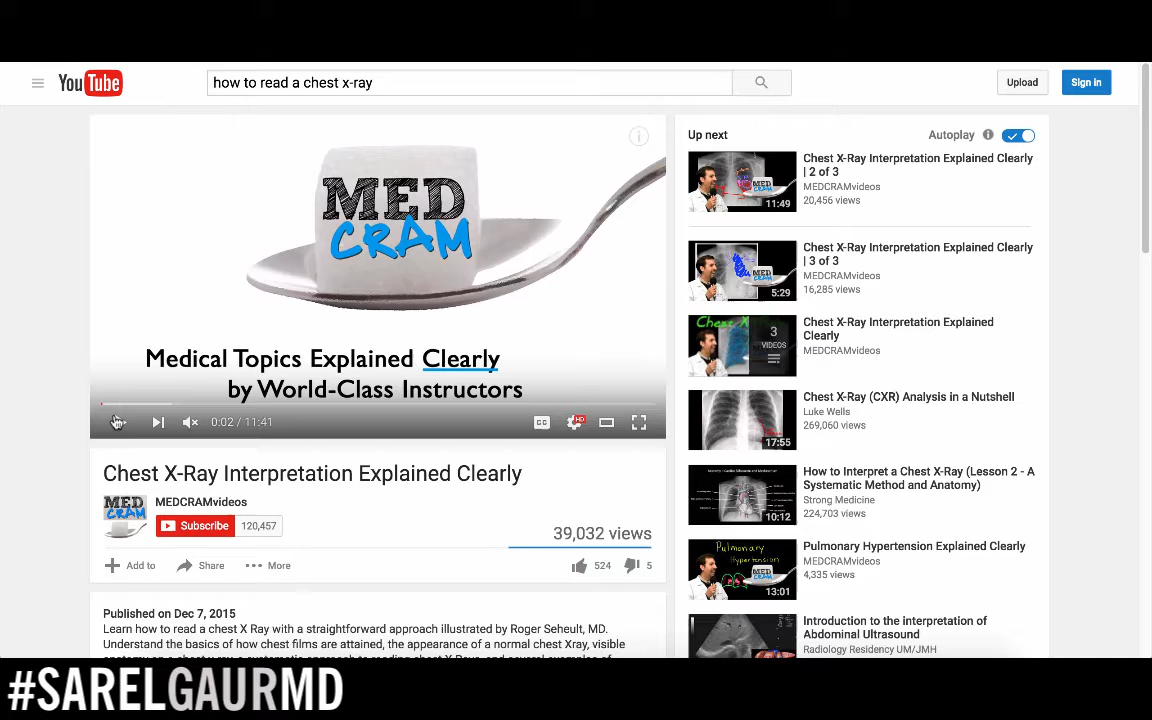 YouTube
how to read a chest x-ray
Upload
Sign in
MED
CRAM
Medical Topics Explained Clearly
by World-Class Instructors
0:02 / 11:41
CC
HD
Chest X-Ray Interpretation Explained Clearly
MED
CRAM
MEDCRAMvideos
Subscribe 120,457
39,032 views
Add to
Share
More
524
5
Published on Dec 7, 2015
Learn how to read a chest X Ray with a straightforward approach illustrated by Roger Seheult, MD.
Understand the basics of how chest films are attained, the appearance of a normal chest Xray, visible
Up next
Autoplay
Chest X-Ray Interpretation Explained Clearly
| 2 of 3
MEDCRAMvideos
20,456 views
11:49
Chest X-Ray Interpretation Explained Clearly
| 3 of 3
MEDCRAMvideos
16,285 views
5:29
Chest X-Ray Interpretation Explained
Clearly
MEDCRAMvideos
Chest X
3
VIDEOS
Chest X-Ray (CXR) Analysis in a Nutshell
Luke Wells
269,060 views
17:55
How to Interpret a Chest X-Ray (Lesson 2 - A
Systematic Method and Anatomy)
Strong Medicine
224,703 views
10:12
Pulmonary Hypertension Explained Clearly
MEDCRAMvideos
4,335 views
Pulmonary
Hypertension
13:01
Introduction to the interpretation of
Abdominal Ultrasound
Radiology Residency UM/JMH
#SARELGAURMD